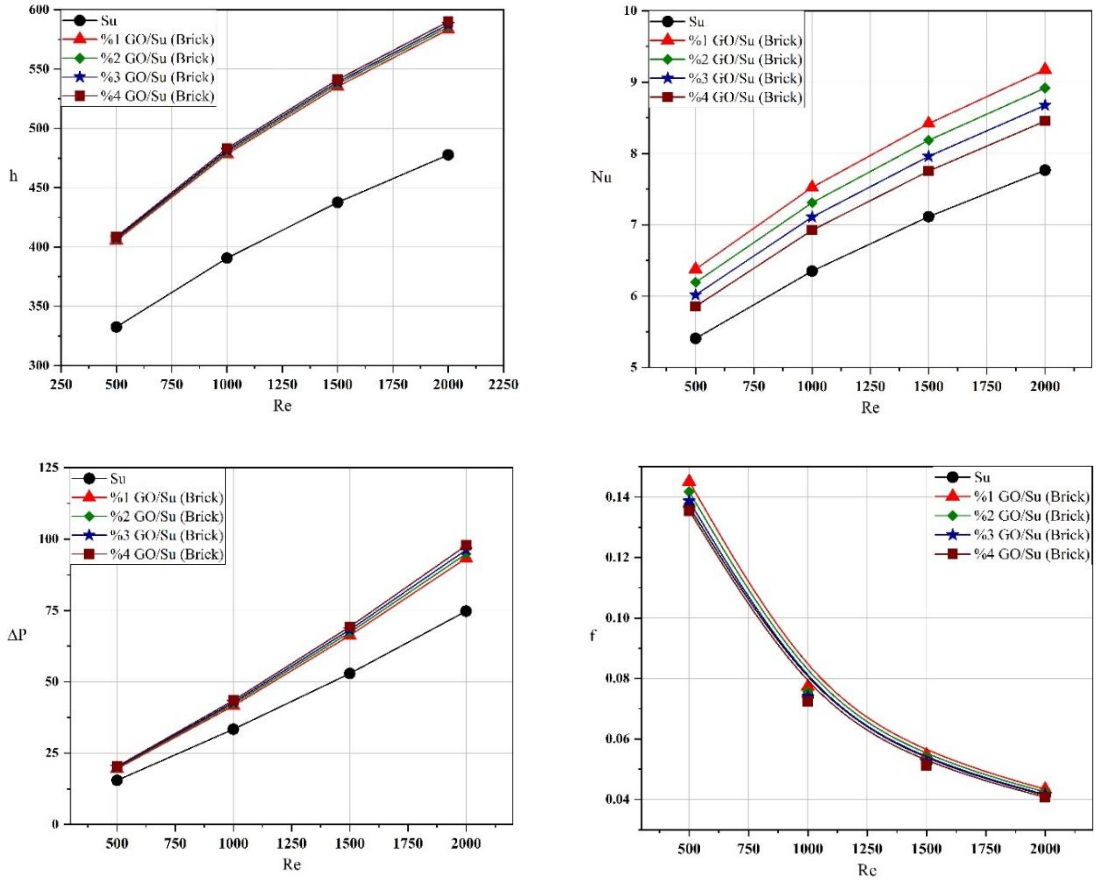 600
550
500
450
400
350
300
h
Su
%1 GO/Su (Brick)
%2 GO/Su (Brick)
%3 GO/Su (Brick)
%4 GO/Su (Brick)
250 500 750 1000 1250 1500 1750 2000 2250
Re
10
9
8
7
6
5
Nu
Su
%1 GO/Su (Brick)
%2 GO/Su (Brick)
%3 GO/Su (Brick)
%4 GO/Su (Brick)
500 750 1000 1250 1500 1750 2000
Re
125
100
75
50
25
0
ΔP
Su
%1 GO/Su (Brick)
%2 GO/Su (Brick)
%3 GO/Su (Brick)
%4 GO/Su (Brick)
500 750 1000 1250 1500 1750 2000
Re
0.14
0.12
0.10
0.08
0.06
0.04
f
Su
%1 GO/Su (Brick)
%2 GO/Su (Brick)
%3 GO/Su (Brick)
%4 GO/Su (Brick)
500 750 1000 1250 1500 1750 2000
Re